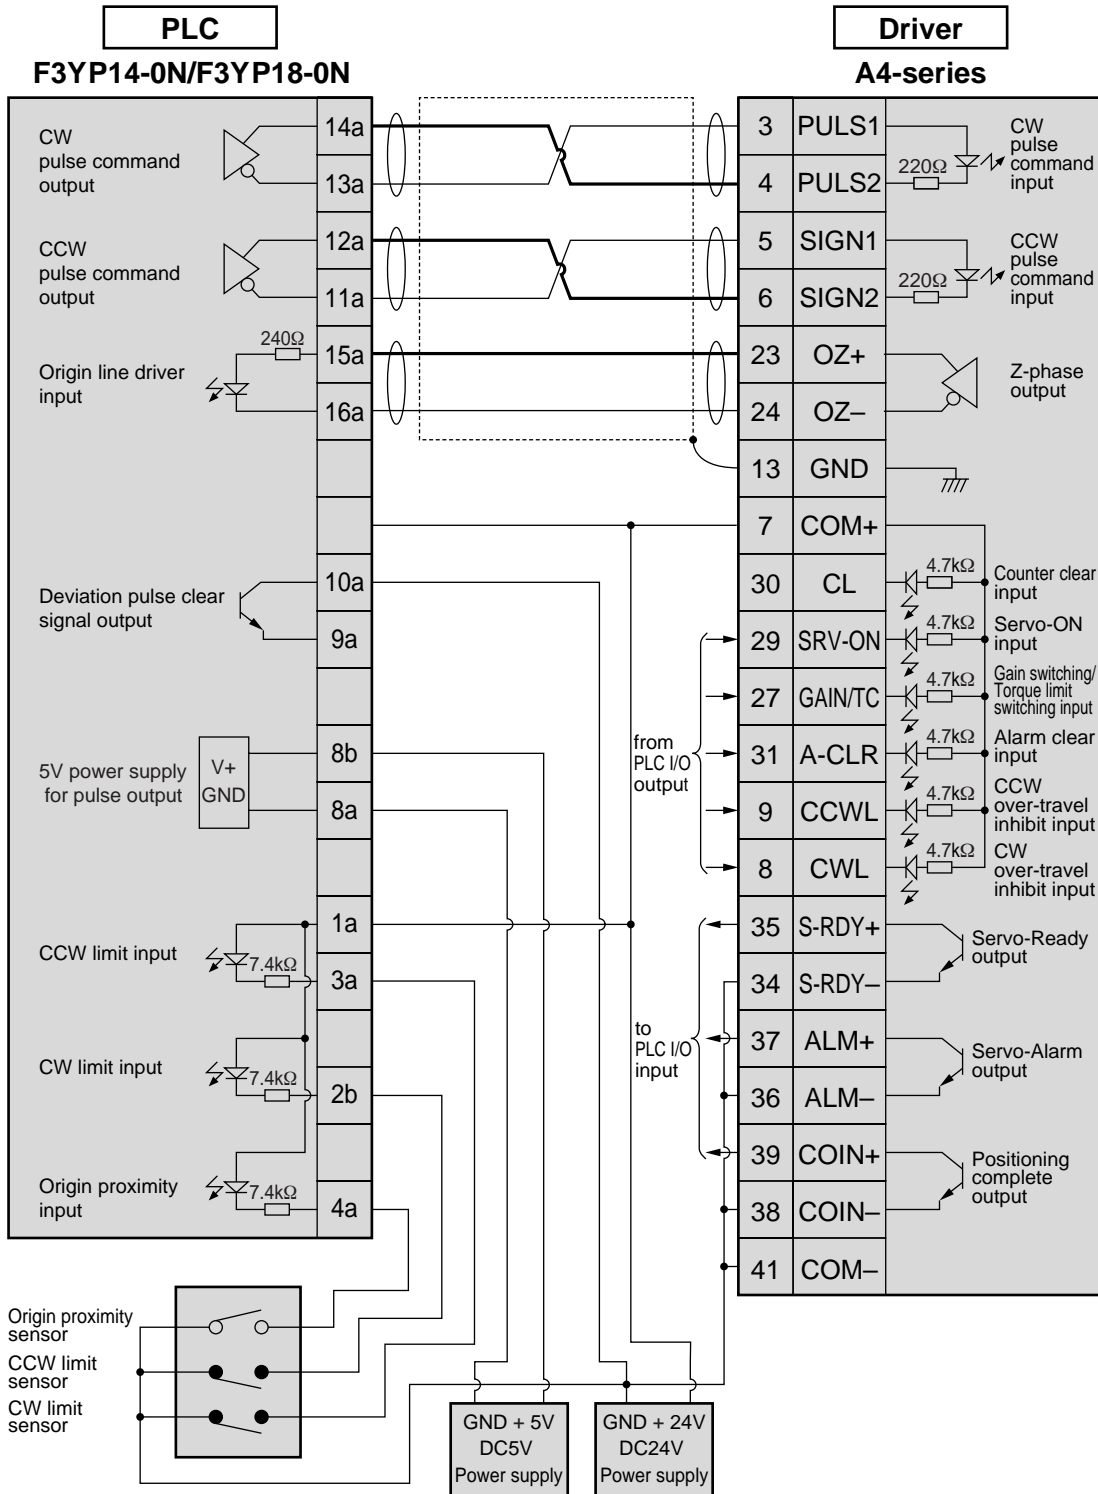 PLC
Driver
F3YP14-0N/F3YP18-0N
A4-series
CW
pulse command
output
14a
13a
3 PULS1
4 PULS2
220Ω
CW
pulse
command
input
CCW
pulse command
output
12a
11a
5 SIGN1
6 SIGN2
220Ω
CCW
pulse
command
input
Origin line driver
input
240Ω
15a
16a
23 OZ+
24 OZ–
Z-phase
output
13 GND
7 COM+
Deviation pulse clear
signal output
10a
9a
30 CL
4.7kΩ
Counter clear
input
29 SRV-ON
4.7kΩ
Servo-ON
input
27 GAIN/TC
4.7kΩ
Gain switching/
Torque limit
switching input
from
PLC I/O
output
31 A-CLR
4.7kΩ
Alarm clear
input
5V power supply
for pulse output
V+
GND
8b
8a
9 CCWL
4.7kΩ
CCW
over-travel
inhibit input
8 CWL
4.7kΩ
CW
over-travel
inhibit input
CCW limit input
7.4kΩ
1a
3a
35 S-RDY+
34 S-RDY–
Servo-Ready
output
to
PLC I/O
input
CW limit input
7.4kΩ
2b
37 ALM+
36 ALM–
Servo-Alarm
output
Origin proximity
input
7.4kΩ
4a
39 COIN+
38 COIN–
Positioning
complete
output
41 COM–
Origin proximity
sensor
CCW limit
sensor
CW limit
sensor
GND + 5V
DC5V
Power supply
GND + 24V
DC24V
Power supply